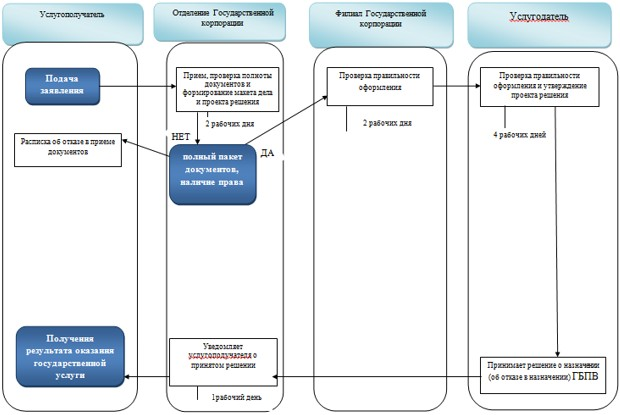 Услугополучатель
Отделение Государственной
корпорации
Филиал Государственной
корпорации
Услугодатель
Подача
заявления
Прием, проверка полноты
документов и
формирование макета дела
и проекта решения
Проверка правильности
оформления
Проверка правильности
оформления и утверждение
проекта решения
2 рабочих дня
2 рабочих дня
4 рабочих дней
НЕТ
ДА
Расписка об отказе в приеме
документов
полный пакет
документов,
наличие права
Получения
результата оказания
государственной
услуги
Уведомляет
услугополучателя о
принятом решении
Принимает решение о назначении
(об отказе в назначении) ГБПВ
1рабочий день